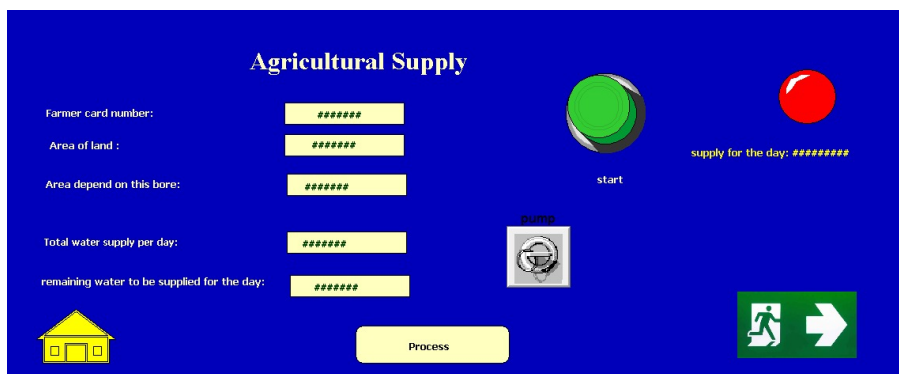 Agricultural Supply
Farmer card number: #######
Area of land : #######
supply for the day: #########
Area depend on this bore: #######
start
pump
Total water supply per day: #######
remaining water to be supplied for the day: #######
Process